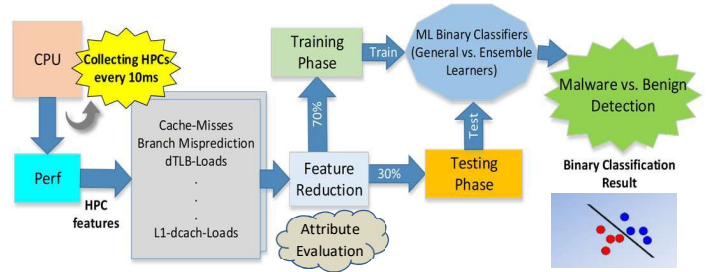 CPU
Collecting HPCs
every 10ms
Perf
HPC
features
Cache-Misses
Branch Misprediction
dTLB-Loads
.
.
.
L1-dcach-Loads
Training
Phase
70%
Feature
Reduction
Attribute
Evaluation
30%
Train
ML Binary Classifiers
(General vs. Ensemble
Learners)
Test
Testing
Phase
Malware vs. Benign
Detection
Binary Classification
Result